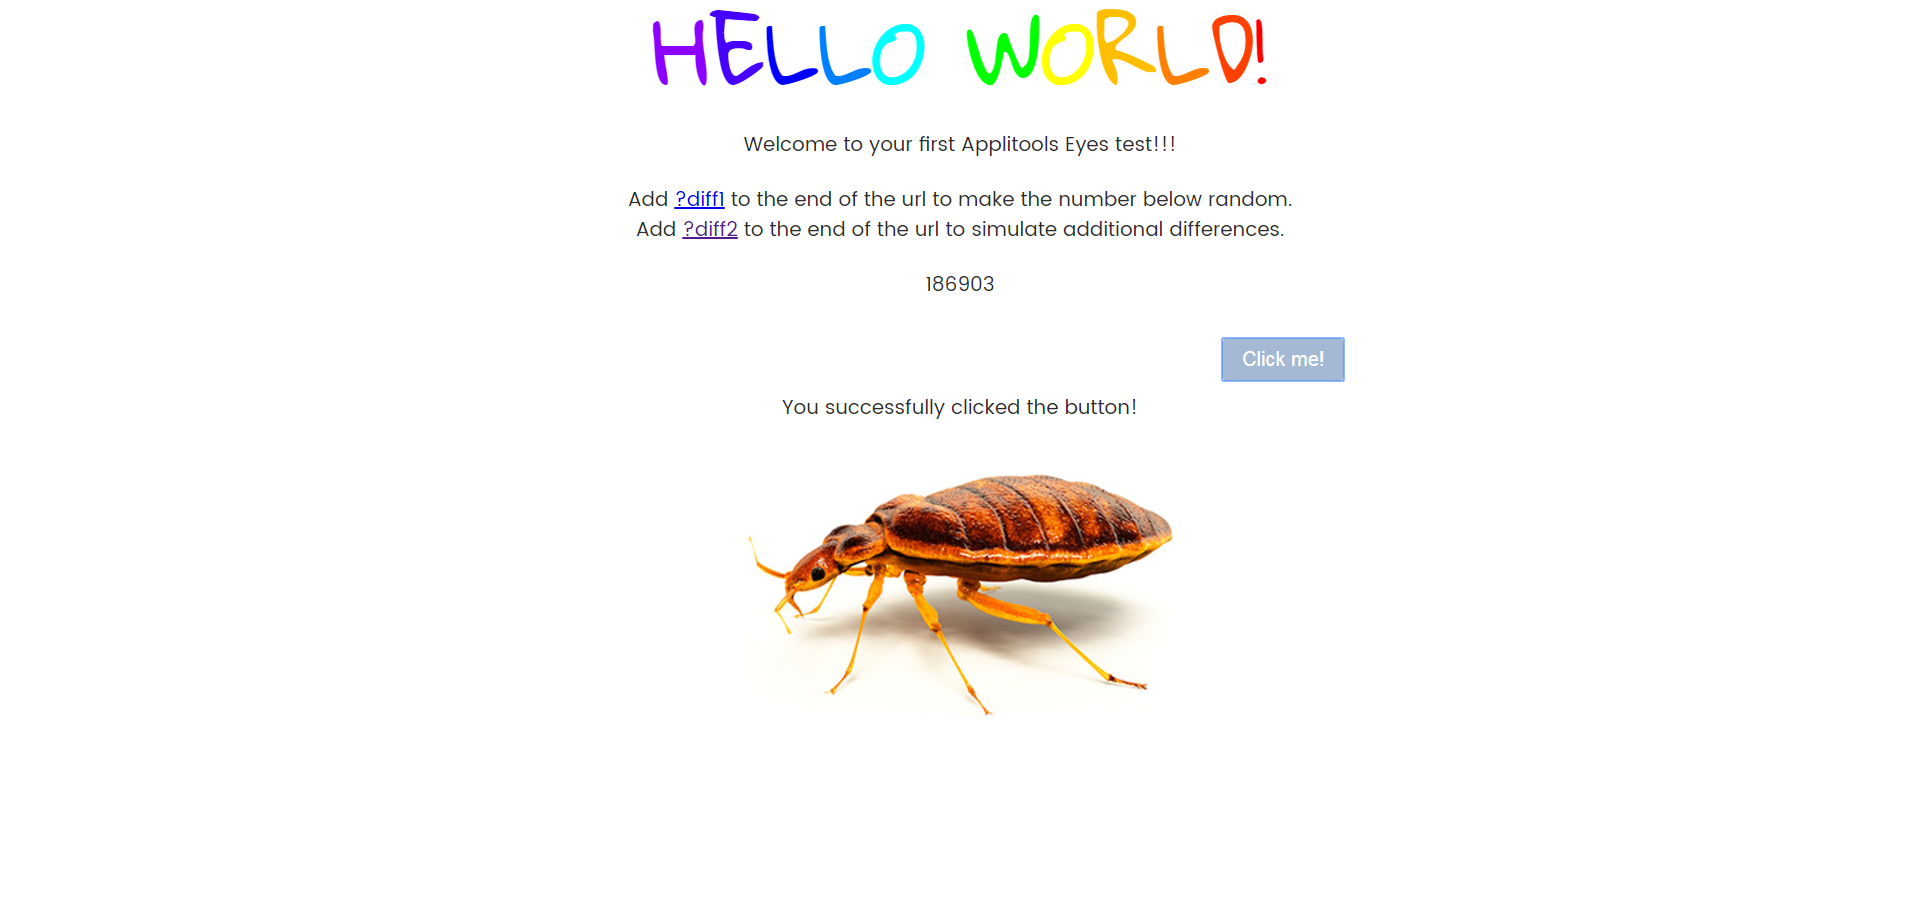 HELLO WORLD!
Welcome to your first Applitools Eyes test!!!
Add ?diff1 to the end of the url to make the number below random.
Add ?diff2 to the end of the url to simulate additional differences.
186903
Click me!
You successfully clicked the button!